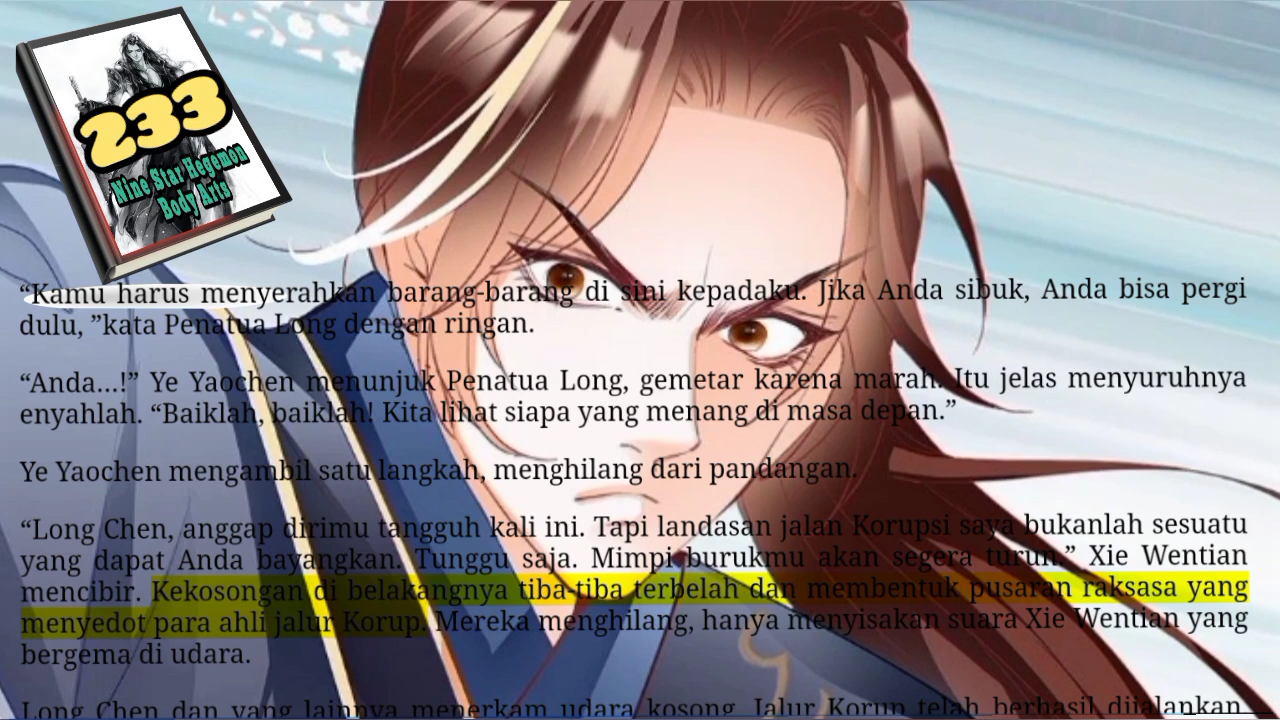 233
Nine Star Hegemon
Body Arts
“Kamu harus menyerahkan barang-barang di sini kepadaku. Jika Anda sibuk, Anda bisa pergi
dulu, ”kata Penatua Long dengan ringan.
“Anda…!” Ye Yaochen menunjuk Penatua Long, gemetar karena marah. Itu jelas menyuruhnya
enyahlah. “Baiklah, baiklah! Kita lihat siapa yang menang di masa depan.”
Ye Yaochen mengambil satu langkah, menghilang dari pandangan.
“Long Chen, anggap dirimu tangguh kali ini. Tapi landasan jalan Korupsi saya bukanlah sesuatu
yang dapat Anda bayangkan. Tunggu saja. Mimpi burukmu akan segera turun.” Xie Wentian
mencibir. Kekosongan di belakangnya tiba-tiba terbelah dan membentuk pusaran raksasa yang
menyedot para ahli jalur Korup. Mereka menghilang, hanya menyisakan suara Xie Wentian yang
bergema di udara.
Long Chen dan yang lainnya menerkam udara kosong. Jalur Korup telah berhasil dijalankan